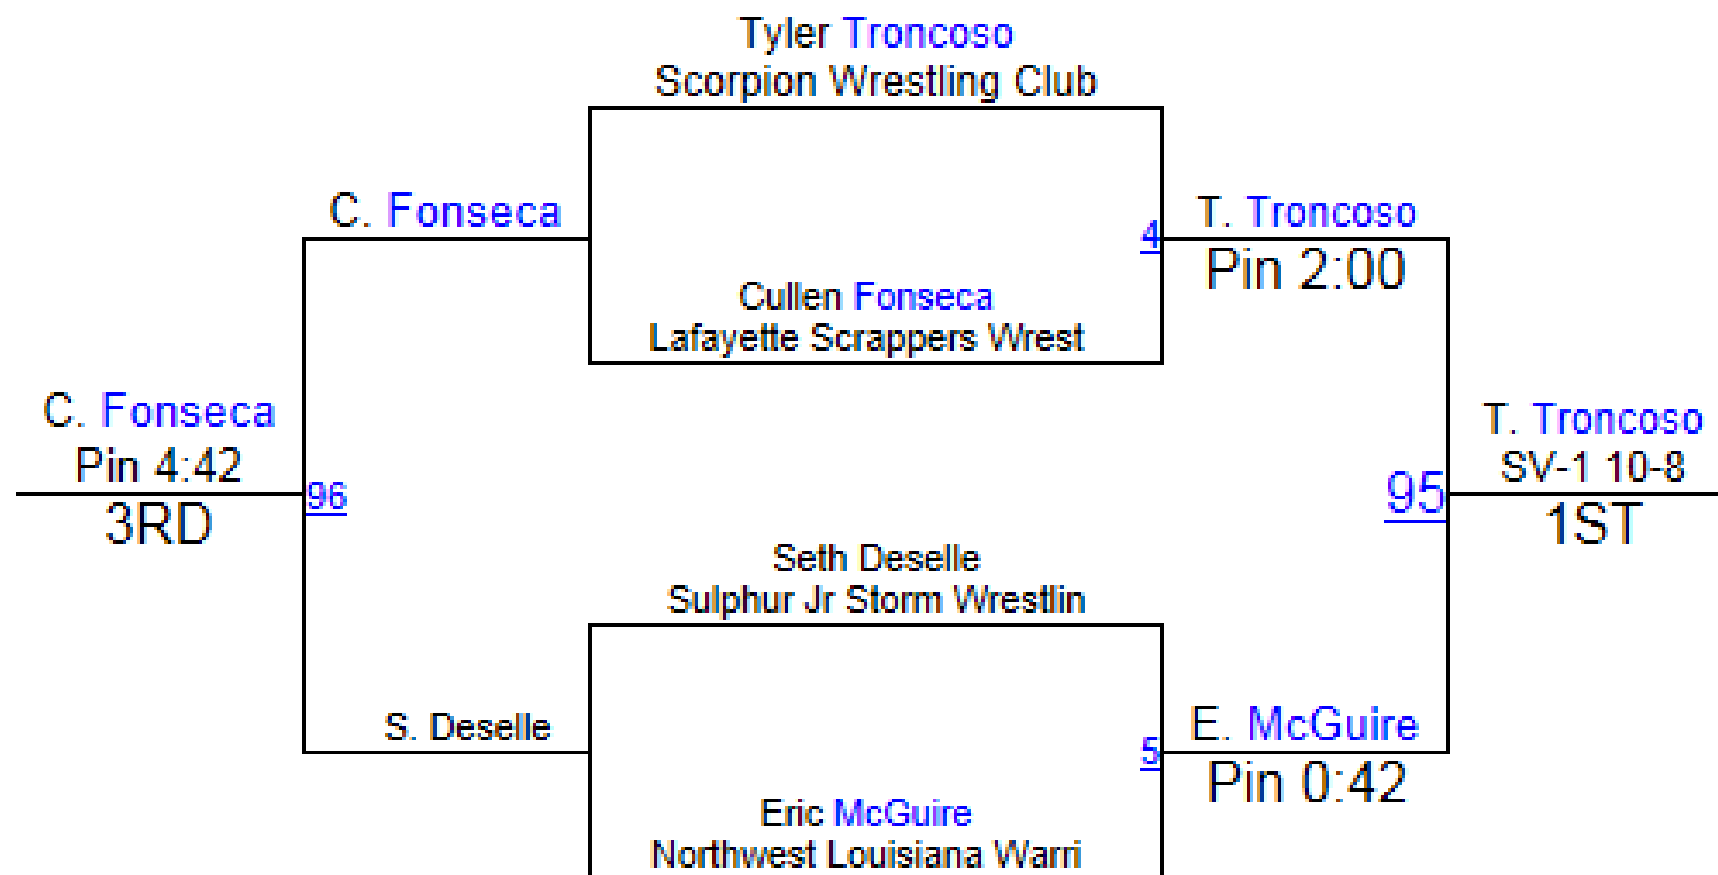 Tyler Troncoso
Scorpion Wrestling Club
C. Fonseca
4
T. Troncoso
Pin 2:00
Cullen Fonseca
Lafayette Scrappers Wrest
C. Fonseca
Pin 4:42
3RD
96
95
T. Troncoso
SV-1 10-8
1ST
Seth Deselle
Sulphur Jr Storm Wrestlin
S. Deselle
5
E. McGuire
Pin 0:42
Eric McGuire
Northwest Louisiana Warri